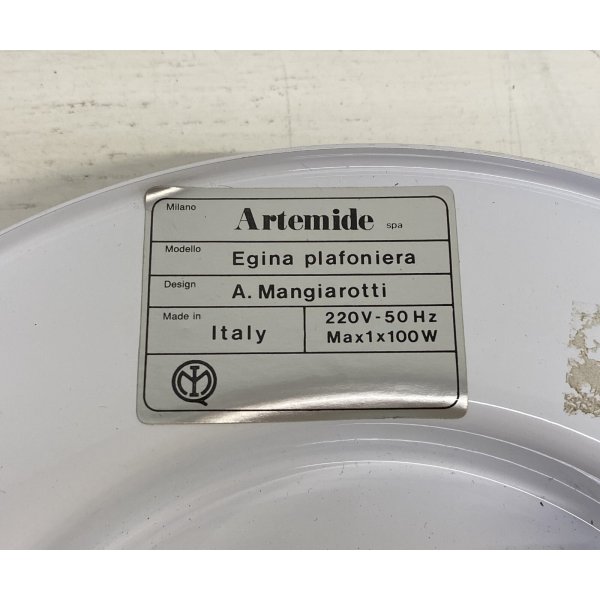 Milano Artemide spa
Modello Egina plafoniera
Design A. Mangiarotti
Made in Italy 220V-50Hz
Max1x100W